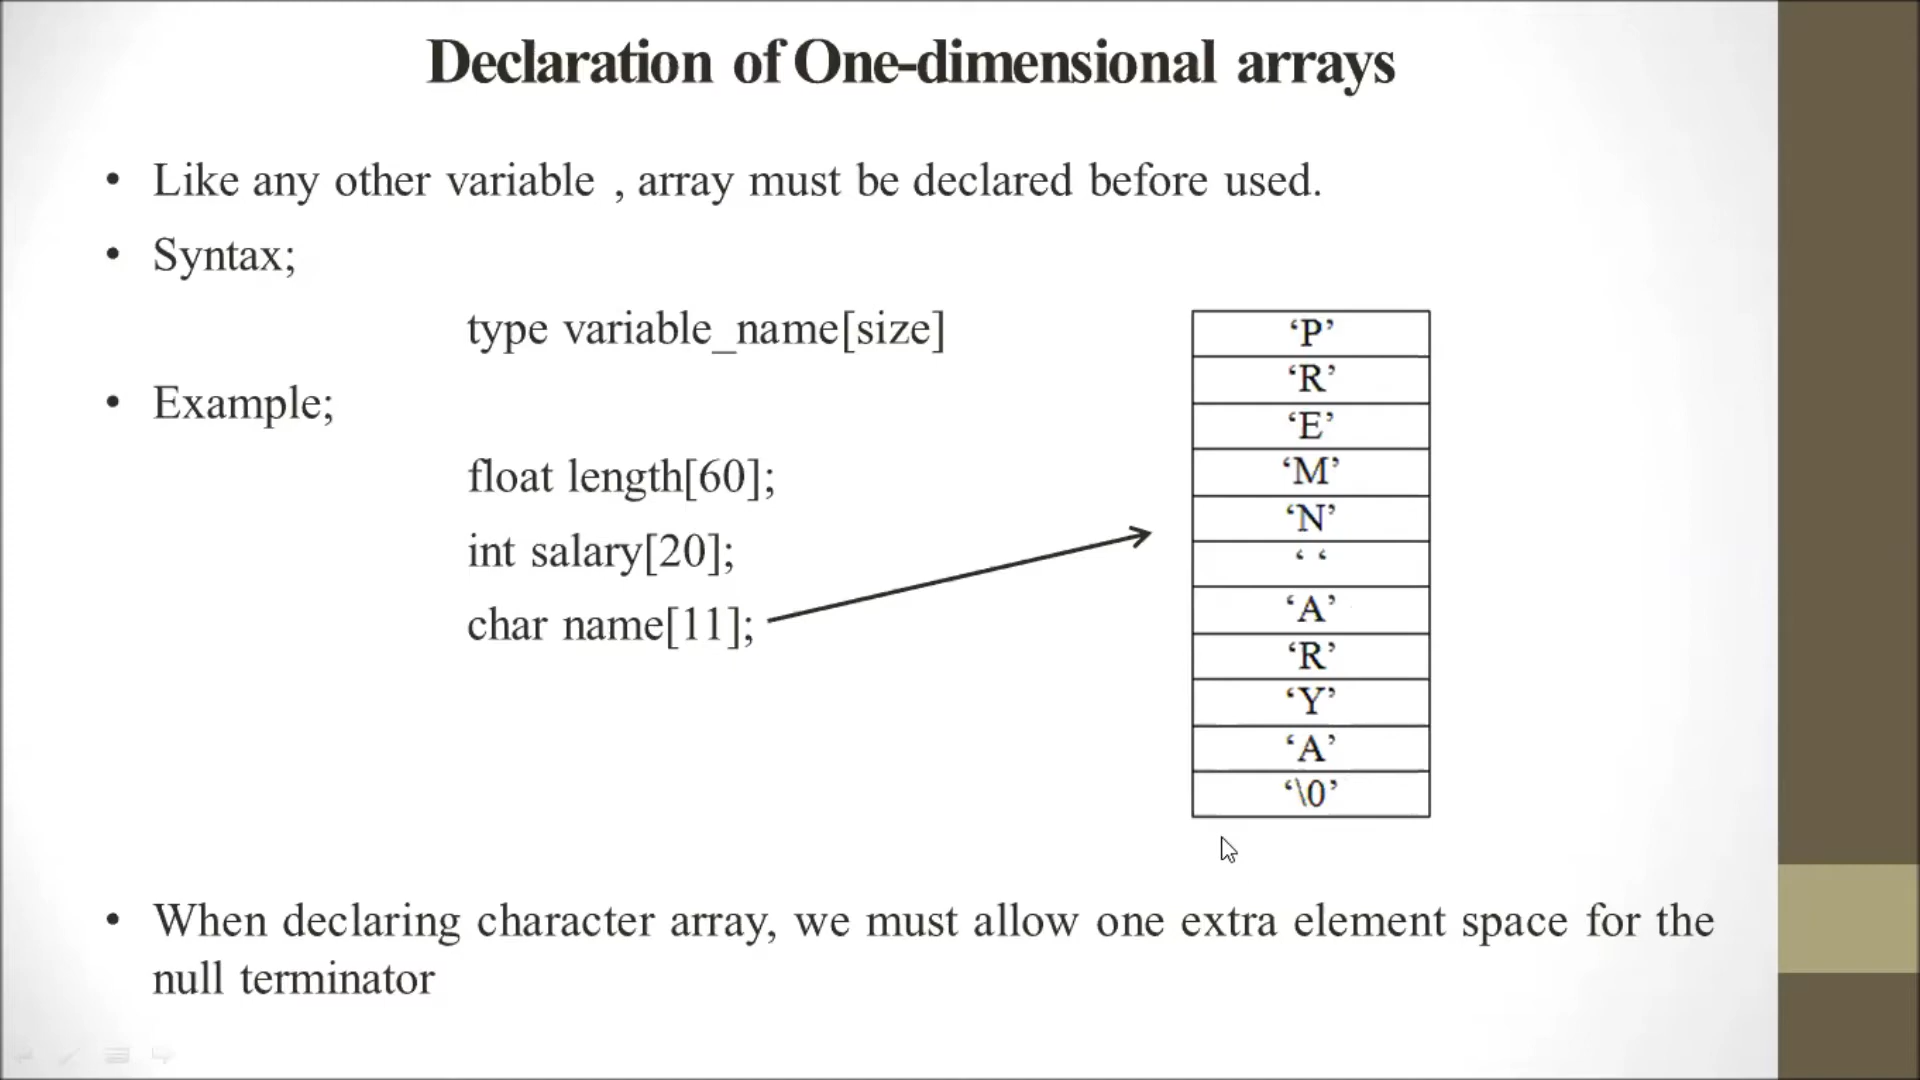 Declaration of One-dimensional arrays
• Like any other variable , array must be declared before used.
• Syntax;
type variable_name[size]
• Example;
float length[60];
int salary[20];
char name[11];
‘P’
‘R’
‘E’
‘M’
‘N’
‘ ‘
‘A’
‘R’
‘Y’
‘A’
‘\0’
• When declaring character array, we must allow one extra element space for the
null terminator